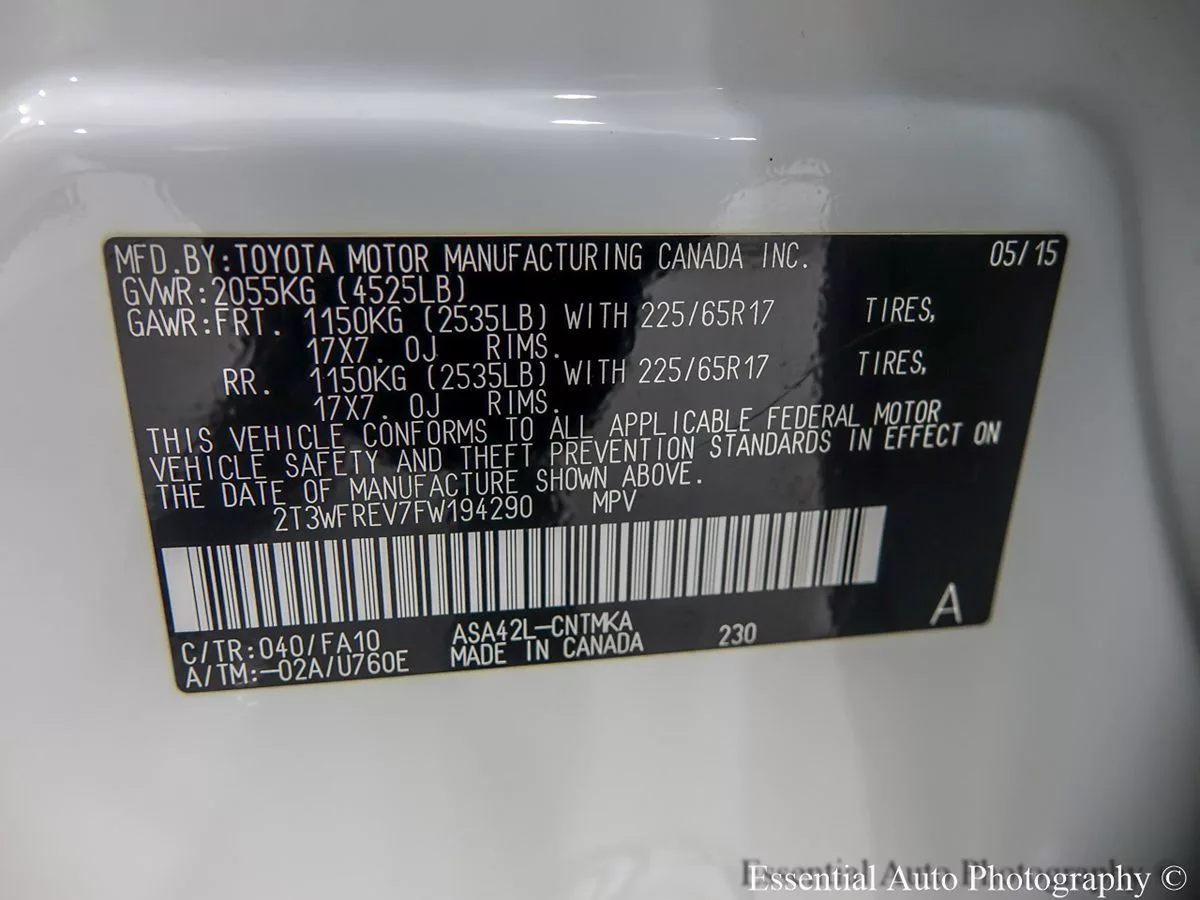 MFD.BY:TOYOTA MOTOR MANUFACTURING CANADA INC. 05/15
GVWR:2055KG (4525LB)
GAWR:FRT. 1150KG (2535LB) WITH 225/65R17 TIRES,
17X7.0J RIMS.
RR. 1150KG (2535LB) WITH 225/65R17 TIRES,
17X7.0J RIMS.
THIS VEHICLE CONFORMS TO ALL APPLICABLE FEDERAL MOTOR
VEHICLE SAFETY AND THEFT PREVENTION STANDARDS IN EFFECT ON
THE DATE OF MANUFACTURE SHOWN ABOVE.
2T3WFREV7FW194290 MPV
C/TR:040/FA10 ASA42L-CNTMKA 230 A
A/TM:-02A/U760E MADE IN CANADA
Essential Auto Photography ©